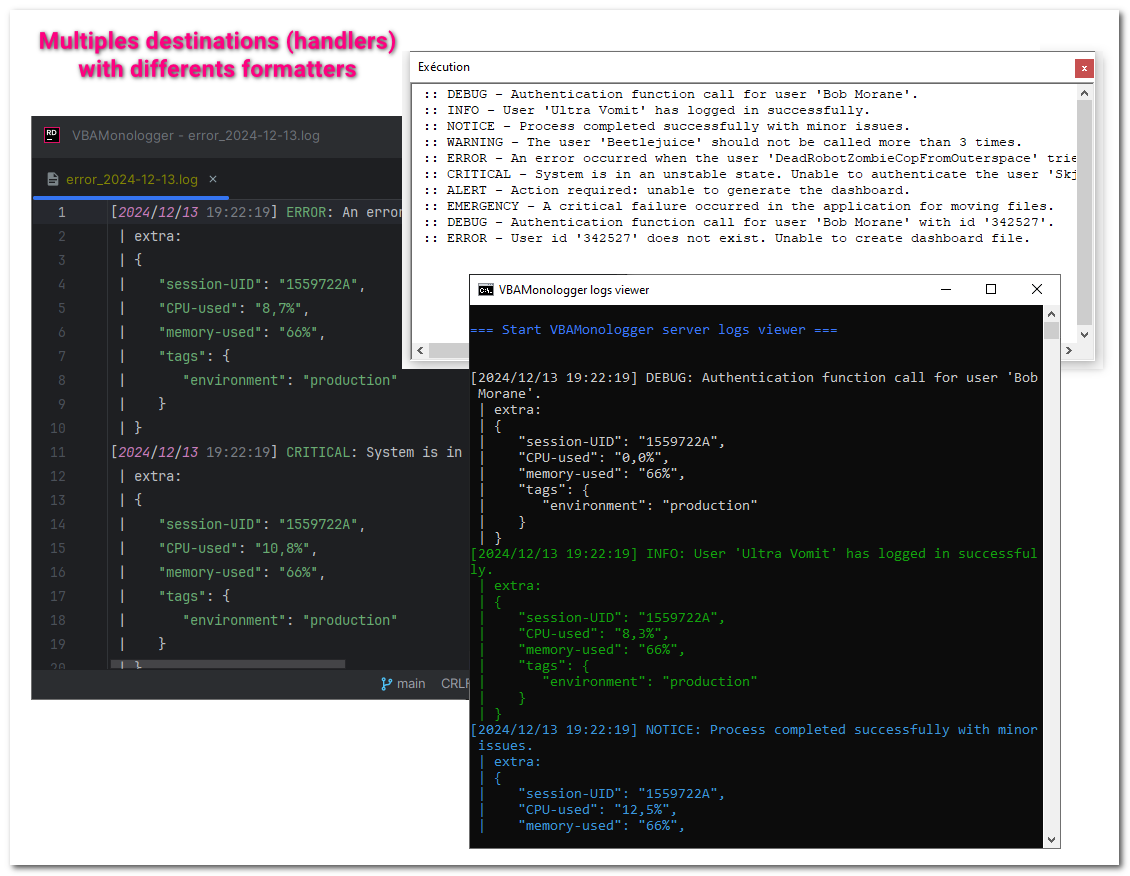 Multiples destinations (handlers)
with differents formatters
Exécution
x
:: DEBUG - Authentication function call for user 'Bob Morane'.
:: INFO - User 'Ultra Vomit' has logged in successfully.
:: NOTICE - Process completed successfully with minor issues.
:: WARNING - The user 'Beetlejuice' should not be called more than 3 times.
:: ERROR - An error occurred when the user 'DeadRobotZombieCopFromOuterspace' trie
:: CRITICAL - System is in an unstable state. Unable to authenticate the user 'Skj
:: ALERT - Action required: unable to generate the dashboard.
:: EMERGENCY - A critical failure occurred in the application for moving files.
:: DEBUG - Authentication function call for user 'Bob Morane' with id '342527'.
:: ERROR - User id '342527' does not exist. Unable to create dashboard file.
RD
VBAMonologger - error_2024-12-13.log
error_2024-12-13.log ×
1 [2024/12/13 19:22:19] ERROR: An error
2 | extra:
3 | {
4 | "session-UID": "1559722A",
5 | "CPU-used": "8,7%",
6 | "memory-used": "66%",
7 | "tags": {
8 | "environment": "production"
9 | }
10 | }
11 [2024/12/13 19:22:19] CRITICAL: System is in
12 | extra:
13 | {
14 | "session-UID": "1559722A",
15 | "CPU-used": "10,8%",
16 | "memory-used": "66%",
17 | "tags": {
18 | "environment": "production"
19 | }
20 | }
main CRLF
C:\. VBAMonologger logs viewer
=== Start VBAMonologger server logs viewer ===
[2024/12/13 19:22:19] DEBUG: Authentication function call for user 'Bob
Morane'.
| extra:
| {
| "session-UID": "1559722A",
| "CPU-used": "0,0%",
| "memory-used": "66%",
| "tags": {
| "environment": "production"
| }
| }
[2024/12/13 19:22:19] INFO: User 'Ultra Vomit' has logged in successful
ly.
| extra:
| {
| "session-UID": "1559722A",
| "CPU-used": "8,3%",
| "memory-used": "66%",
| "tags": {
| "environment": "production"
| }
| }
[2024/12/13 19:22:19] NOTICE: Process completed successfully with minor
issues.
| extra:
| {
| "session-UID": "1559722A",
| "CPU-used": "12,5%",
| "memory-used": "66%",